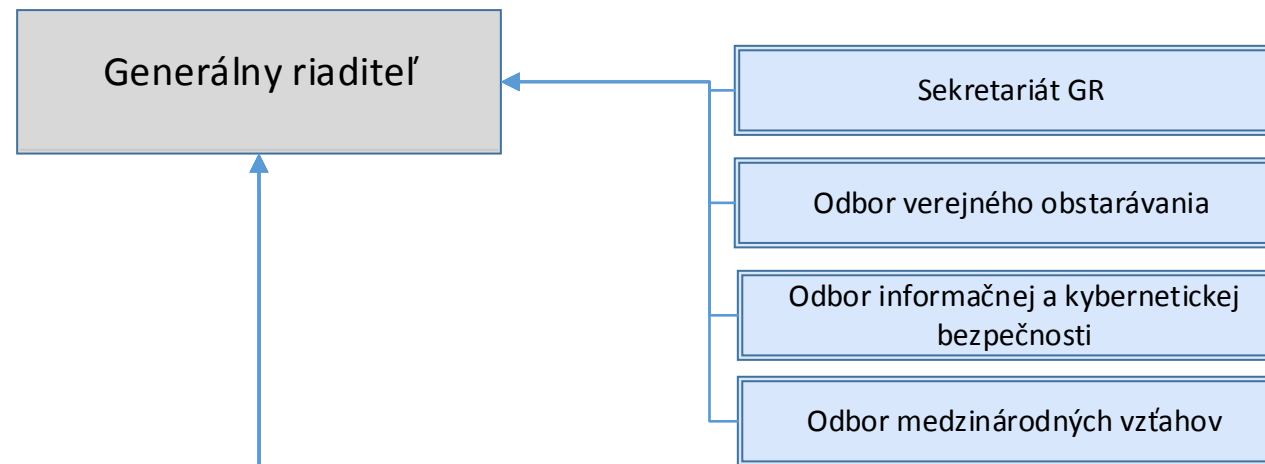 Generálny riaditeľ
Sekretariát GR
Odbor verejného obstarávania
Odbor informačnej a kybernetickej
bezpečnosti
Odbor medzinárodných vzťahov